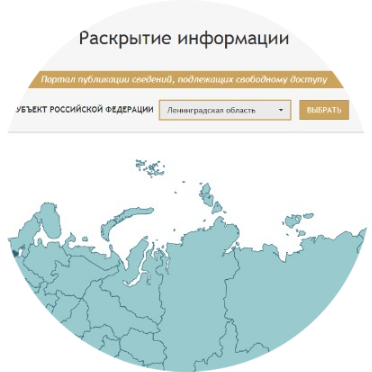 Раскрытие информации
Портал публикации сведений, подлежащих свободному доступу
УБЪЕКТ РОССИЙСКОЙ ФЕДЕРАЦИИ Ленинградская область ВЫБРАТЬ